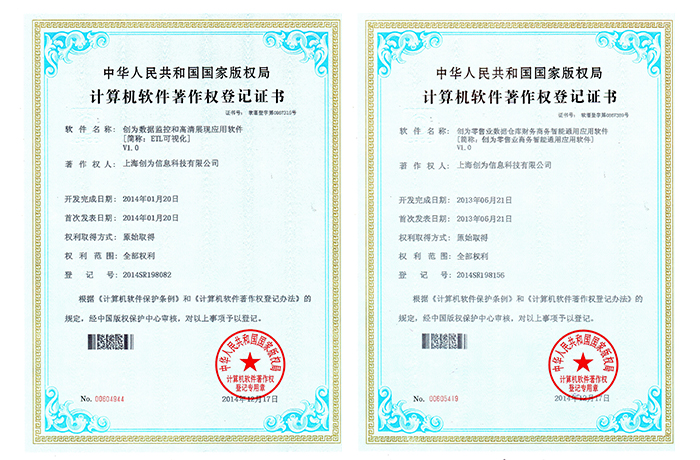 中华人民共和国国家版权局
计算机软件著作权登记证书
证书号: 软著登字第0867310号
软件名称: 创为数据监控和高清展现应用软件
[简称: ETL可视化]
V1.0
著作权人: 上海创为信息科技有限公司
开发完成日期: 2014年01月20日
首次发表日期: 2014年01月20日
权利取得方式: 原始取得
权利范围: 全部权利
登记号: 2014SR198082
根据《计算机软件保护条例》和《计算机软件著作权登记办法》的
规定，经中国版权保护中心审核，对以上事项予以登记。
中华人民共和国国家版权局
计算机软件著作权
登记专用章
No. 00604944
2014年12月17日
中华人民共和国国家版权局
计算机软件著作权登记证书
证书号: 软著登字第
软件名称: 创为零售业数据仓库财务商务智能通用应用软件
[简称: 创为零售业商务智能通用应用软件]
V1.0
著作权人: 上海创为信息科技有限公司
开发完成日期: 2013年06月21日
首次发表日期: 2013年06月21日
权利取得方式: 原始取得
权利范围: 全部权利
登记号: 2014SR198156
根据《计算机软件保护条例》和《计算机软件著作权登记办法》的
规定，经中国版权保护中心审核，对以上事项予以登记。
中华人民共和国国家版权局
计算机软件著作权
登记专用章
No. 00605419
2014年12月17日